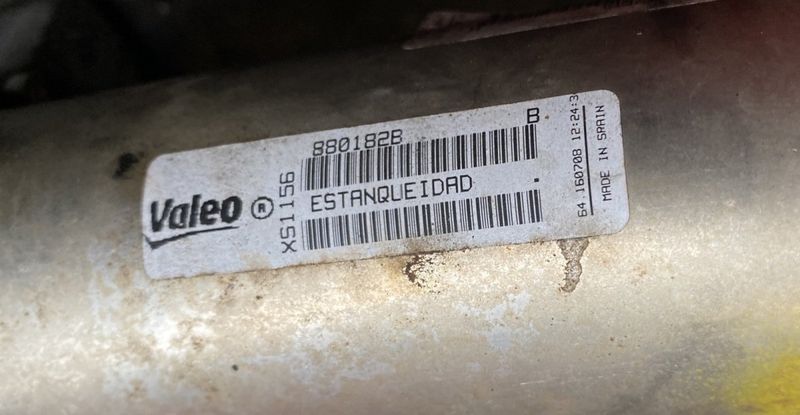 Valeo ®
XS1156
880182B
B
ESTANQUEIDAD .
64.160708 12:24:3
MADE IN SPAIN